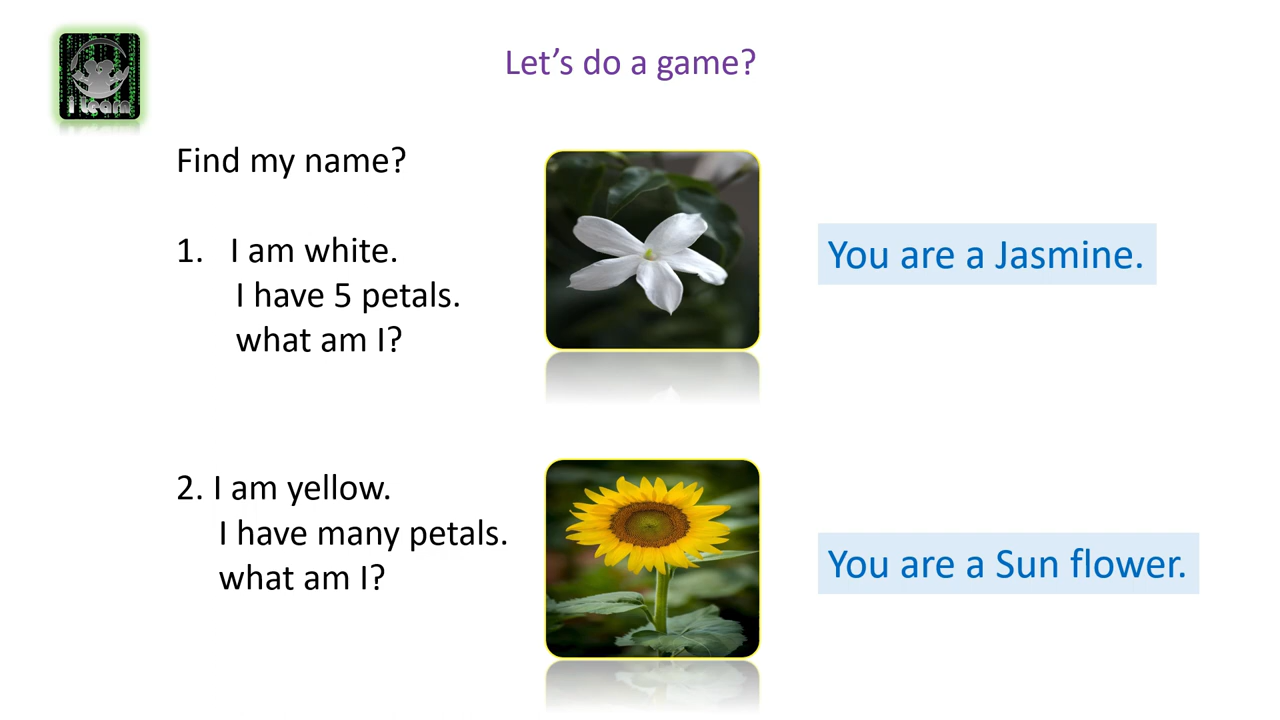 I Learn
Let's do a game?
Find my name?
1. I am white.
I have 5 petals.
what am I?
You are a Jasmine.
2. I am yellow.
I have many petals.
what am I?
You are a Sun flower.